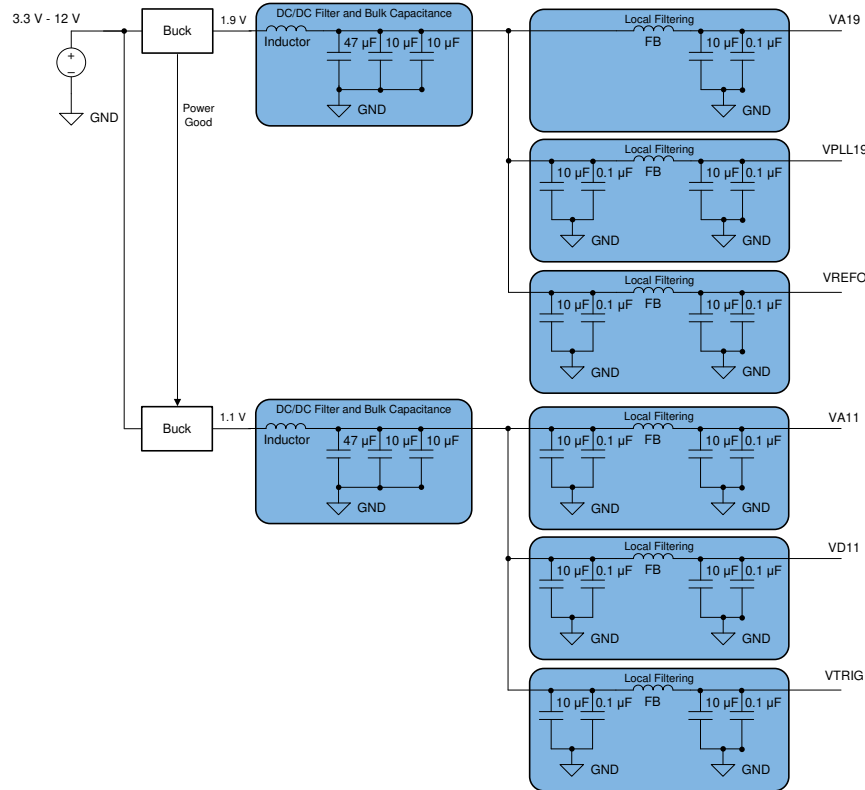 3.3 V - 12 V
Buck
1.9 V
DC/DC Filter and Bulk Capacitance
Inductor
47 µF
10 µF
10 µF
GND
GND
Power
Good
Local Filtering
FB
10 µF
0.1 µF
GND
VA19
Local Filtering
10 µF
0.1 µF
FB
10 µF
0.1 µF
GND
GND
VPLL19
Local Filtering
10 µF
0.1 µF
FB
10 µF
0.1 µF
GND
GND
VREFO
Buck
1.1 V
DC/DC Filter and Bulk Capacitance
Inductor
47 µF
10 µF
10 µF
GND
Local Filtering
10 µF
0.1 µF
FB
10 µF
0.1 µF
GND
GND
VA11
Local Filtering
10 µF
0.1 µF
FB
10 µF
0.1 µF
GND
GND
VD11
Local Filtering
10 µF
0.1 µF
FB
10 µF
0.1 µF
GND
GND
VTRIG